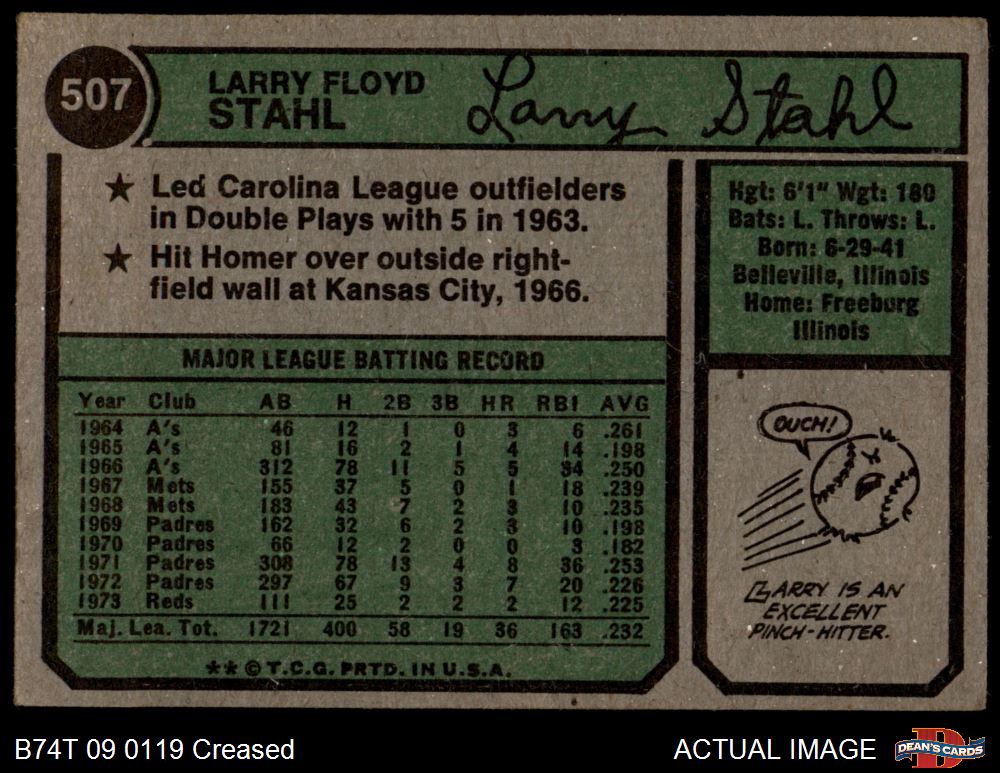 507
LARRY FLOYD
STAHL
Larry Stahl
★ Led Carolina League outfielders
in Double Plays with 5 in 1963.
★ Hit Homer over outside right-
field wall at Kansas City, 1966.
Hgt: 6'1" Wgt: 180
Bats: L. Throws: L.
Born: 6-29-41
Belleville, Illinois
Home: Freeburg
Illinois
MAJOR LEAGUE BATTING RECORD
Year Club AB H 2B 3B HR RBI AVG
1964 A's 46 12 1 0 3 6 .261
1965 A's 81 16 2 1 4 14 .198
1966 A's 312 78 11 5 5 34 .250
1967 Mets 155 37 5 0 1 18 .239
1968 Mets 183 43 7 2 3 10 .235
1969 Padres 162 32 6 2 3 10 .198
1970 Padres 66 12 2 0 0 3 .182
1971 Padres 308 78 13 4 8 36 .253
1972 Padres 297 67 9 3 7 20 .226
1973 Reds 111 25 2 2 2 12 .225
Maj. Lea. Tot. 1721 400 58 19 36 163 .232
** © T.C.G. PRTD. IN U.S.A.
OUCH!
LARRY IS AN
EXCELLENT
PINCH-HITTER.
B74T 09 0119 Creased
ACTUAL IMAGE
D
DEAN'S CARDS